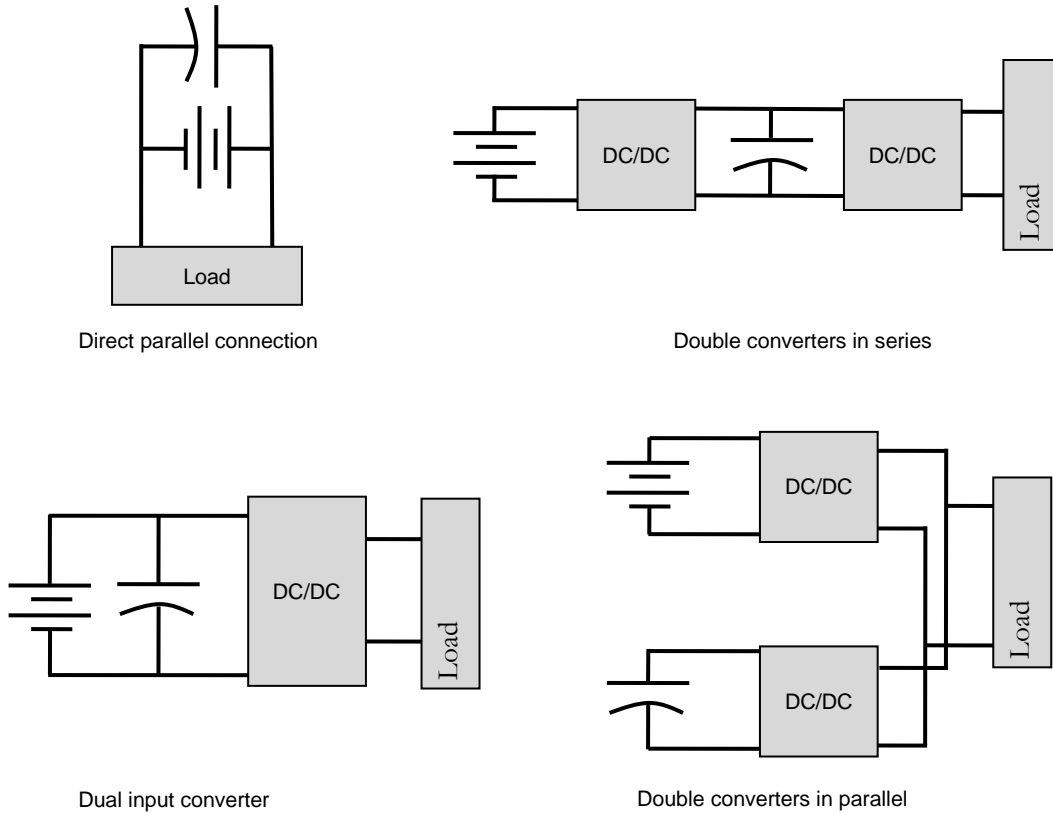 Load
Direct parallel connection
DC/DC
DC/DC
Load
Double converters in series
DC/DC
Load
Dual input converter
DC/DC
DC/DC
Load
Double converters in parallel